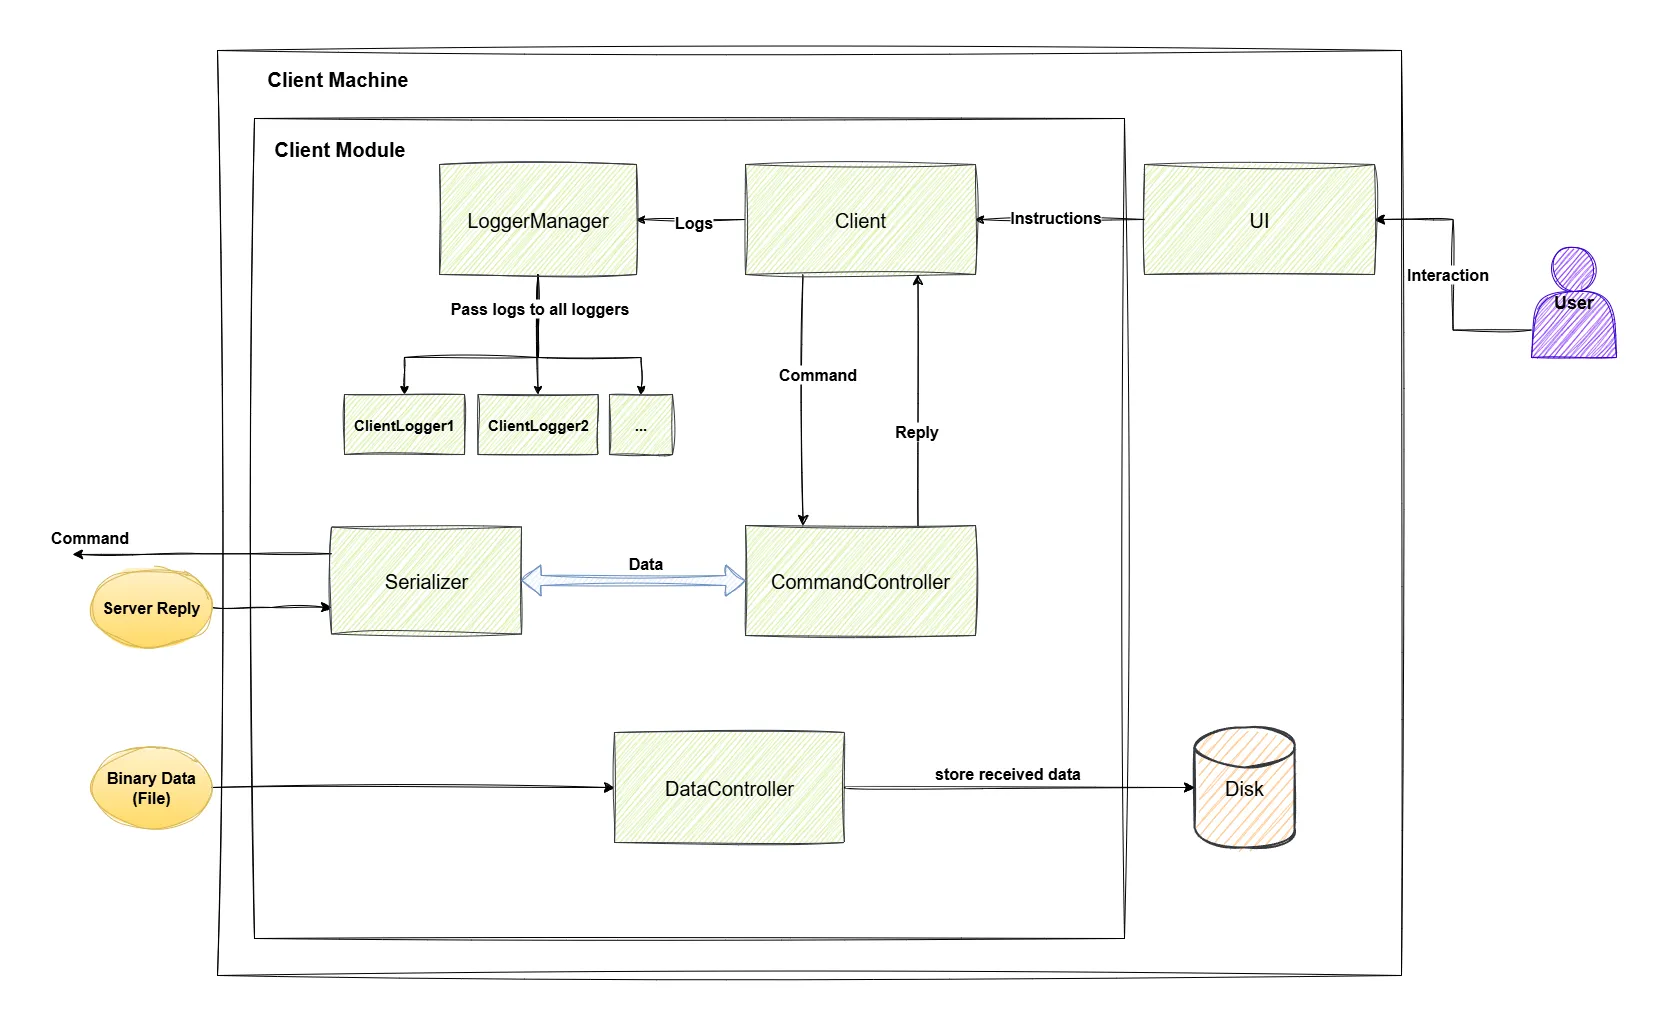 Client Machine
Client Module
LoggerManager
Logs
Client
Instructions
UI
Interaction
User
Pass logs to all loggers
ClientLogger1
ClientLogger2
...
Command
Reply
Command
Server Reply
Serializer
Data
CommandController
Binary Data
(File)
DataController
store received data
Disk